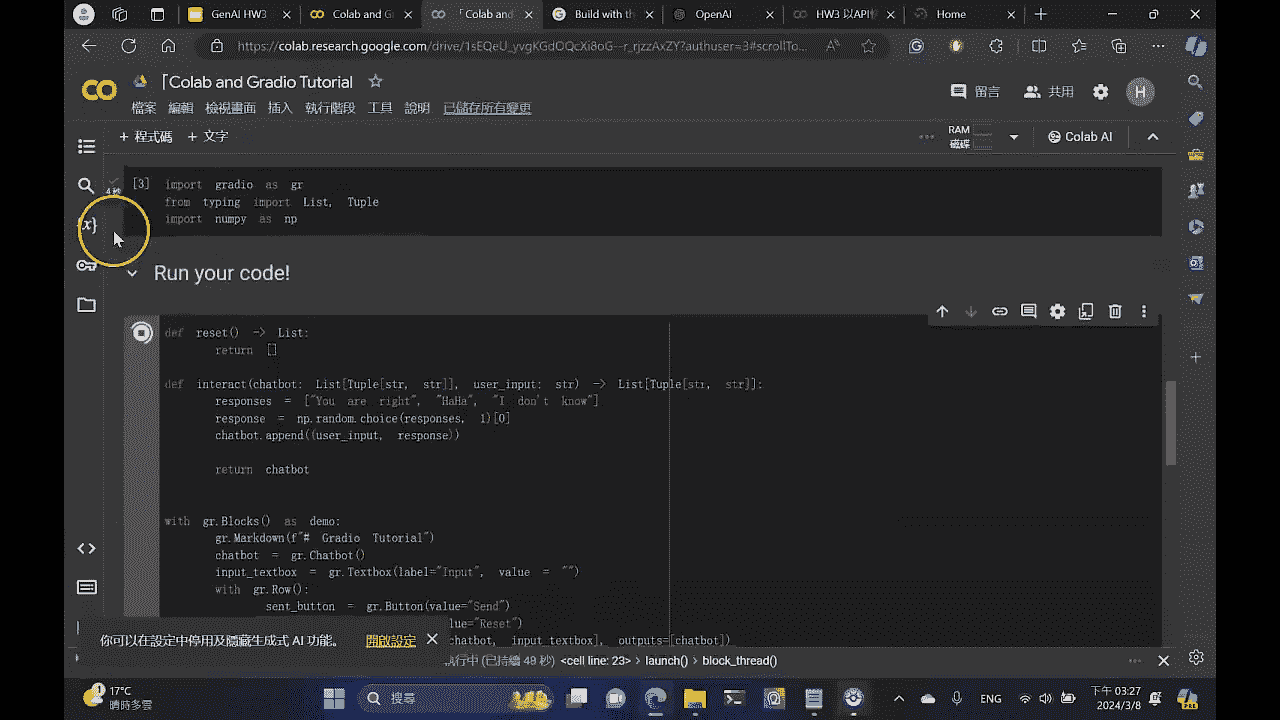 GenAI HW3
Colab and Gr
「Colab and
Build with th
OpenAI
HW3 以API
Home
https://colab.research.google.com/drive/1sEQeU_yvgKGdOQcXi8oG--r_rjzzAxZY?authuser=3#scrollTo...
「Colab and Gradio Tutorial
留言
共用
H
檔案 編輯 檢視畫面 插入 執行階段 工具 說明 已儲存所有變更
+ 程式碼 + 文字
RAM
磁碟
Colab AI
4 秒
[3] import gradio as gr
from typing import List, Tuple
import numpy as np
Run your code!
def reset() -> List:
return []
def interact(chatbot: List[Tuple[str, str]], user_input: str) -> List[Tuple[str, str]]:
responses = ["You are right", "HaHa", "I don't know"]
response = np.random.choice(responses, 1)[0]
chatbot.append((user_input, response))
return chatbot
with gr.Blocks() as demo:
gr.Markdown(f"# Gradio Tutorial")
chatbot = gr.Chatbot()
input_textbox = gr.Textbox(label="Input", value = "")
with gr.Row():
sent_button = gr.Button(value="Send")
lue="Reset")
chatbot, input_textbox], outputs=[chatbot])
你可以在設定中停用及隱藏生成式 AI 功能。 開啟設定
執行中 (已持續 49 秒) <cell line: 23> > launch() > block_thread()
17°C
晴時多雲
搜尋
ENG
下午 03:27
2024/3/8